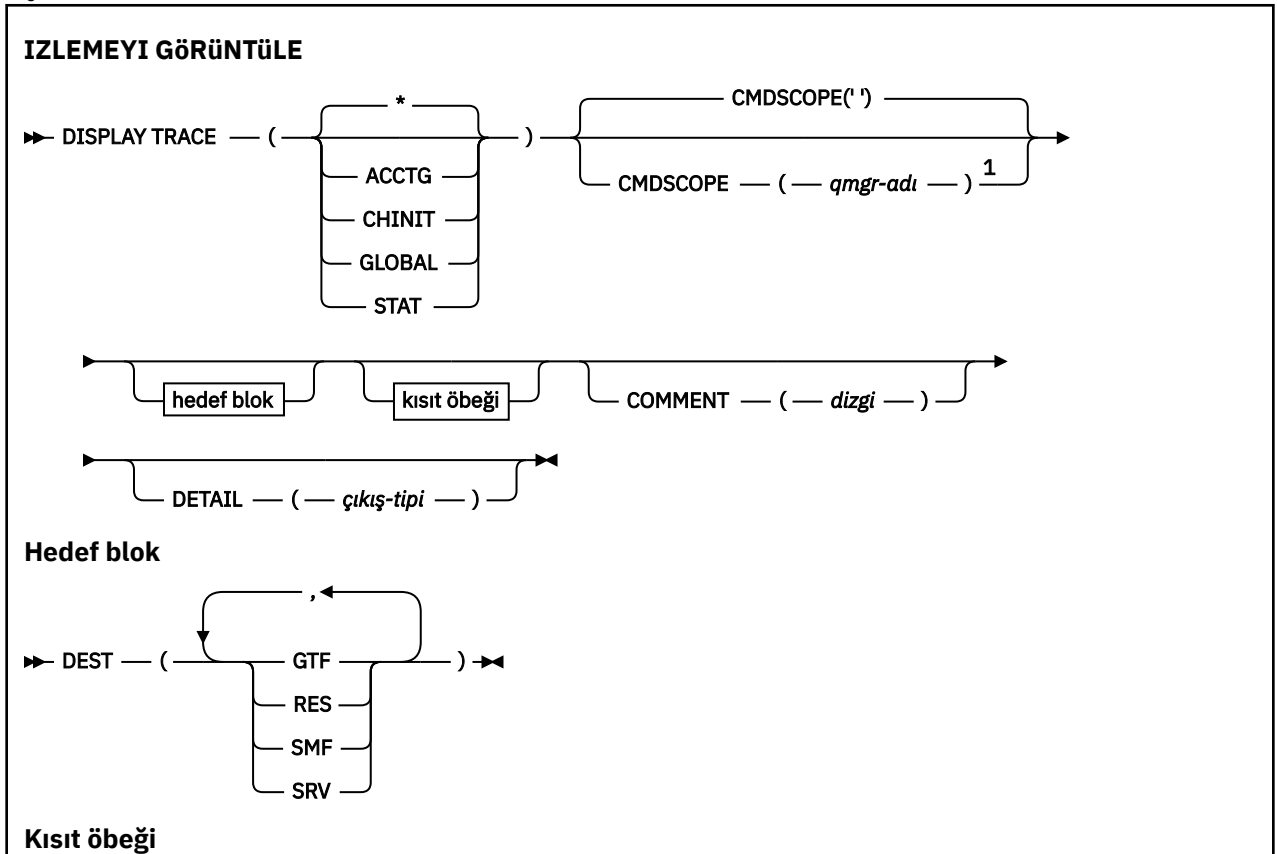 IZLEMEYI GöRüNTüLE
*
CMDSCOPE(' ')
DISPLAY TRACE — ( )
ACCTG
CMDSCOPE — ( — qmgr-adı — ) 1
CHINIT
GLOBAL
STAT
hedef blok
kısıt öbeği
COMMENT — ( — dizgi — )
DETAIL — ( — çıkış-tipi — )
Hedef blok
,
DEST — ( GTF )
RES
SMF
SRV
Kısıt öbeği